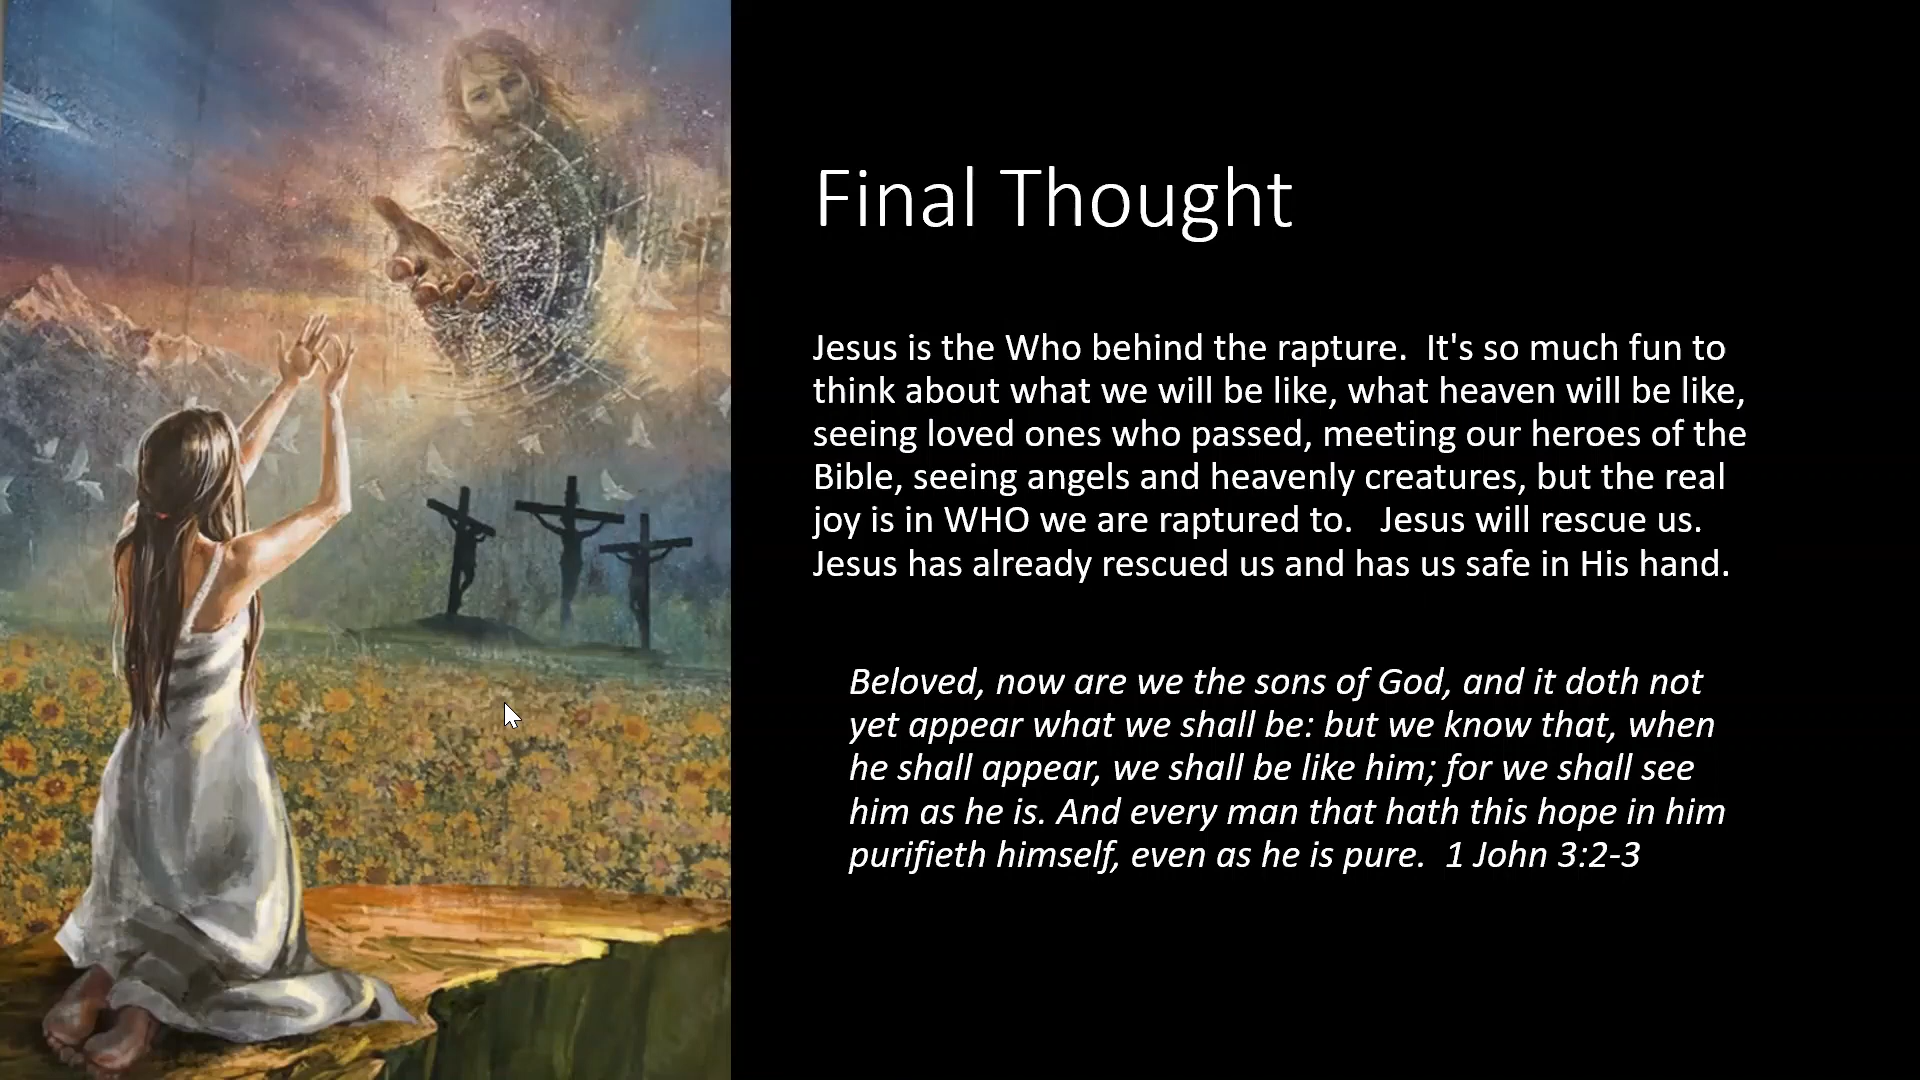 Final Thought
Jesus is the Who behind the rapture.  It's so much fun to
think about what we will be like, what heaven will be like,
seeing loved ones who passed, meeting our heroes of the
Bible, seeing angels and heavenly creatures, but the real
joy is in WHO we are raptured to.   Jesus will rescue us.
Jesus has already rescued us and has us safe in His hand.
Beloved, now are we the sons of God, and it doth not
yet appear what we shall be: but we know that, when
he shall appear, we shall be like him; for we shall see
him as he is. And every man that hath this hope in him
purifieth himself, even as he is pure.  1 John 3:2-3